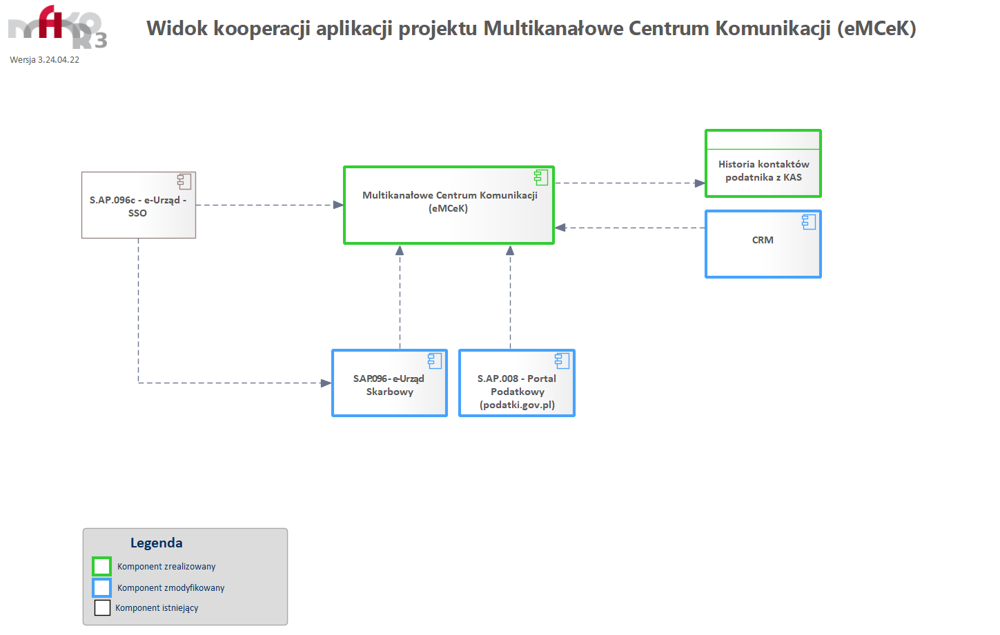 Widok kooperacji aplikacji projektu Multikanałowe Centrum Komunikacji (eMCeK)
3
Wersja 3.24.04.22
Historia kontaktów
podatnika z KAS
S.AP.096c - e-Urząd -
SSO
Multikanałowe Centrum Komunikacji
(eMCeK)
CRM
S.AP.096 - e-Urząd
Skarbowy
S.AP.008 - Portal
Podatkowy
(podatki.gov.pl)
Legenda
Komponent zrealizowany
Komponent zmodyfikowany
Komponent istniejący